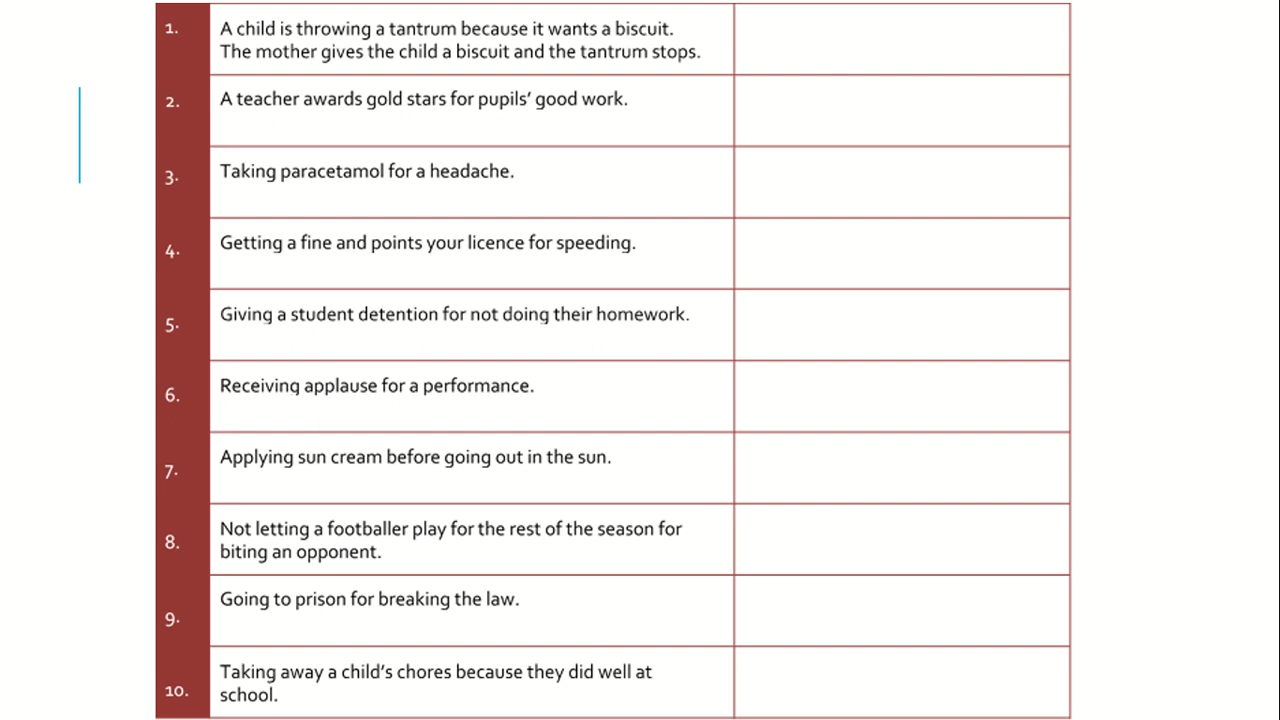 1. A child is throwing a tantrum because it wants a biscuit.
The mother gives the child a biscuit and the tantrum stops.
2. A teacher awards gold stars for pupils' good work.
3. Taking paracetamol for a headache.
4. Getting a fine and points your licence for speeding.
5. Giving a student detention for not doing their homework.
6. Receiving applause for a performance.
7. Applying sun cream before going out in the sun.
8. Not letting a footballer play for the rest of the season for
biting an opponent.
9. Going to prison for breaking the law.
10. Taking away a child's chores because they did well at
school.